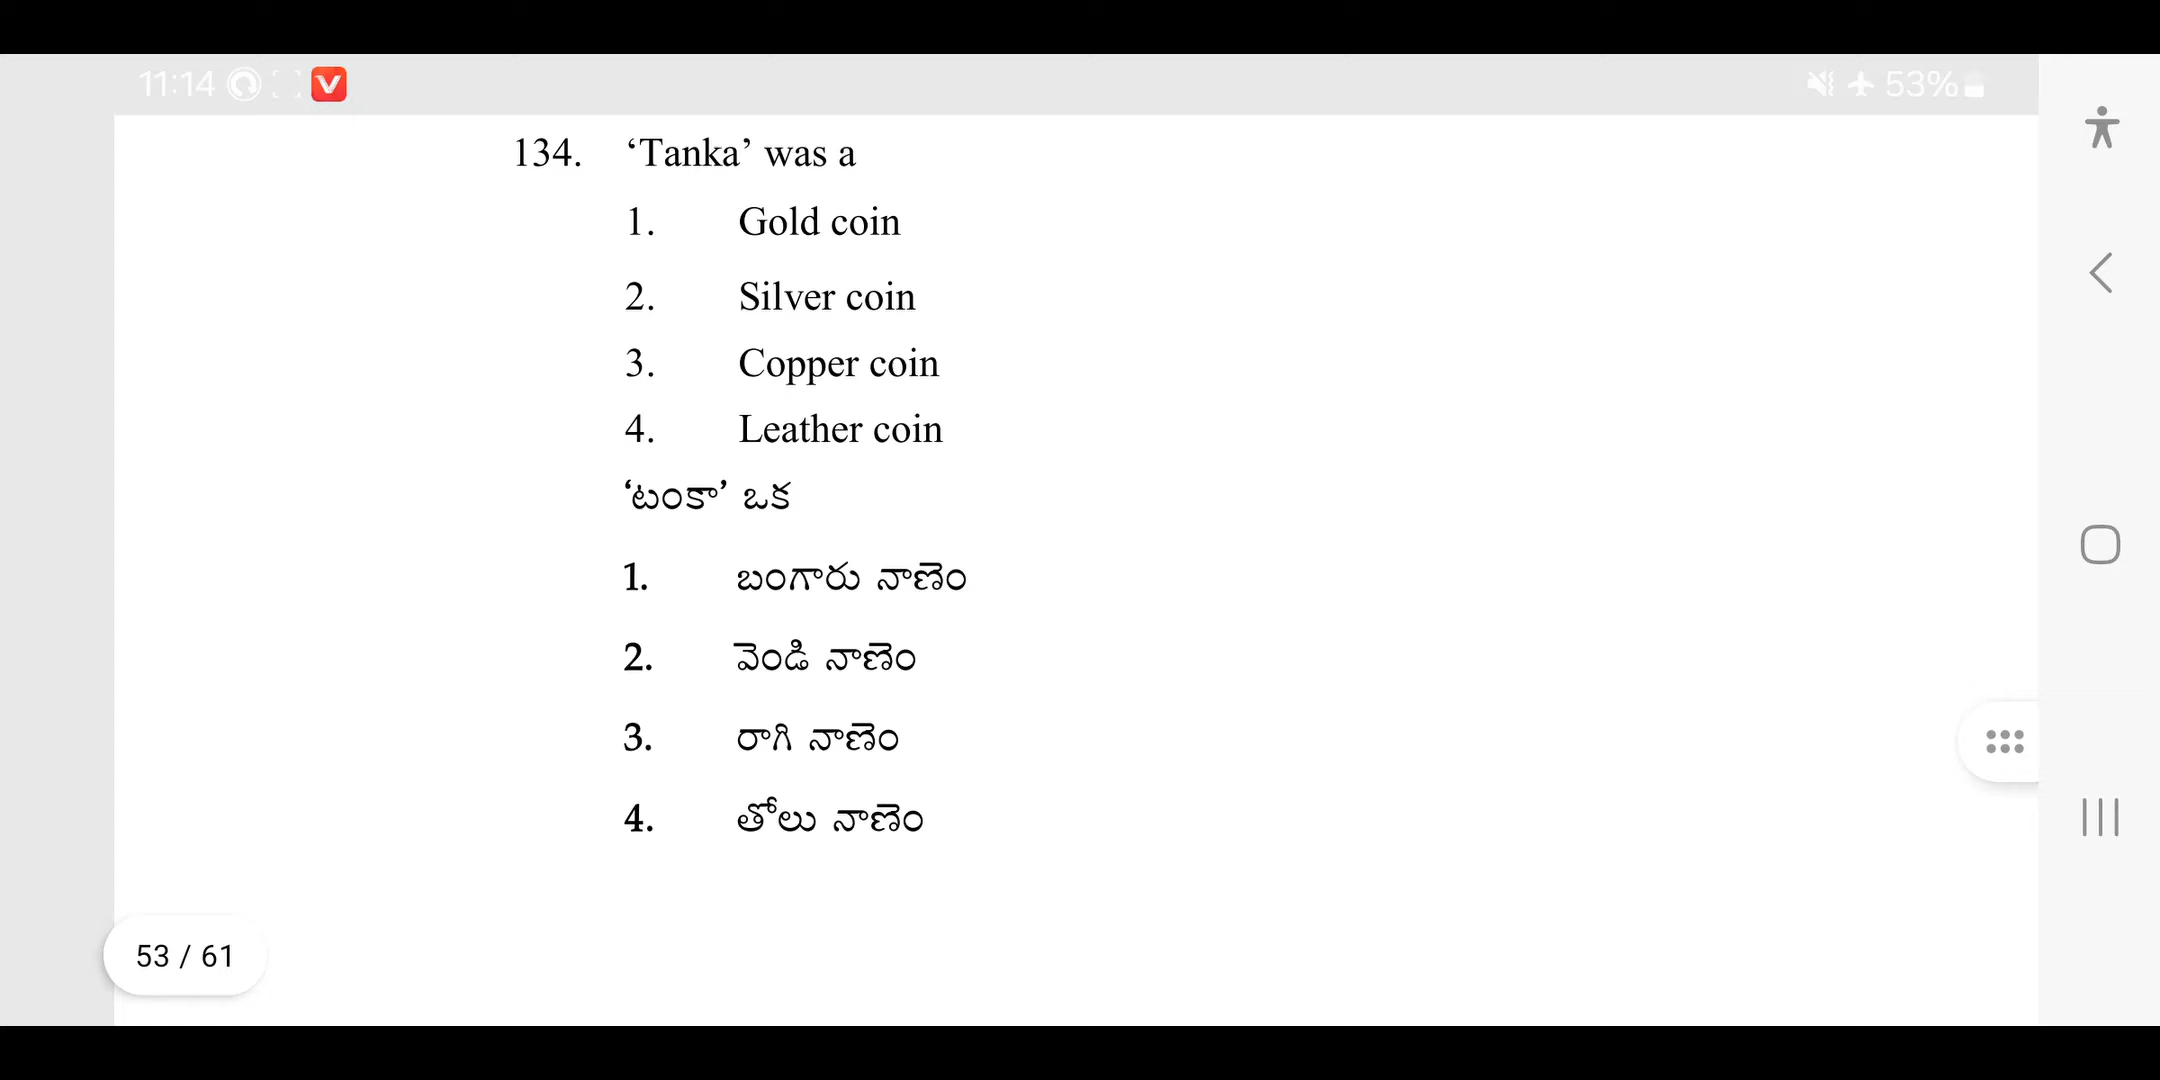 11:14 53%
134. ‘Tanka’ was a
1. Gold coin
2. Silver coin
3. Copper coin
4. Leather coin
‘టంకా’ ఒక
1. బంగారు నాణెం
2. వెండి నాణెం
3. రాగి నాణెం
4. తోలు నాణెం
53 / 61